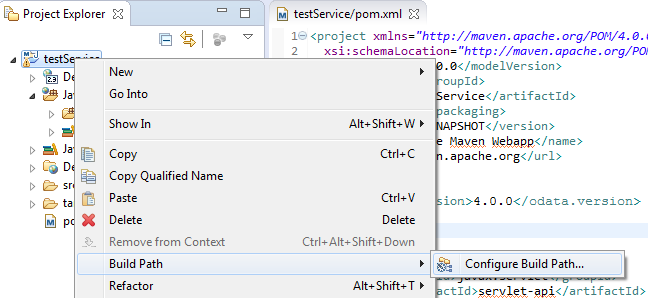 Project Explorer
testService/pom.xml
testService
De
Jav
Jav
De
src
ta
po
New
Go Into
Show In Alt+Shift+W
Copy Ctrl+C
Copy Qualified Name
Paste Ctrl+V
Delete Delete
Remove from Context Ctrl+Alt+Shift+Down
Build Path
Refactor Alt+Shift+T
Configure Build Path...
1 <project xmlns="http://maven.apache.org/POM/4.0.
2 xsi:schemaLocation="http://maven.apache.org/PO
0.0</modelVersion>
groupId>
Service</artifactId>
packaging>
NAPSHOT</version>
e Maven Webapp</name>
n.apache.org</url>
sion>4.0.0</odata.version>
ctId>servlet-api</artifactId>